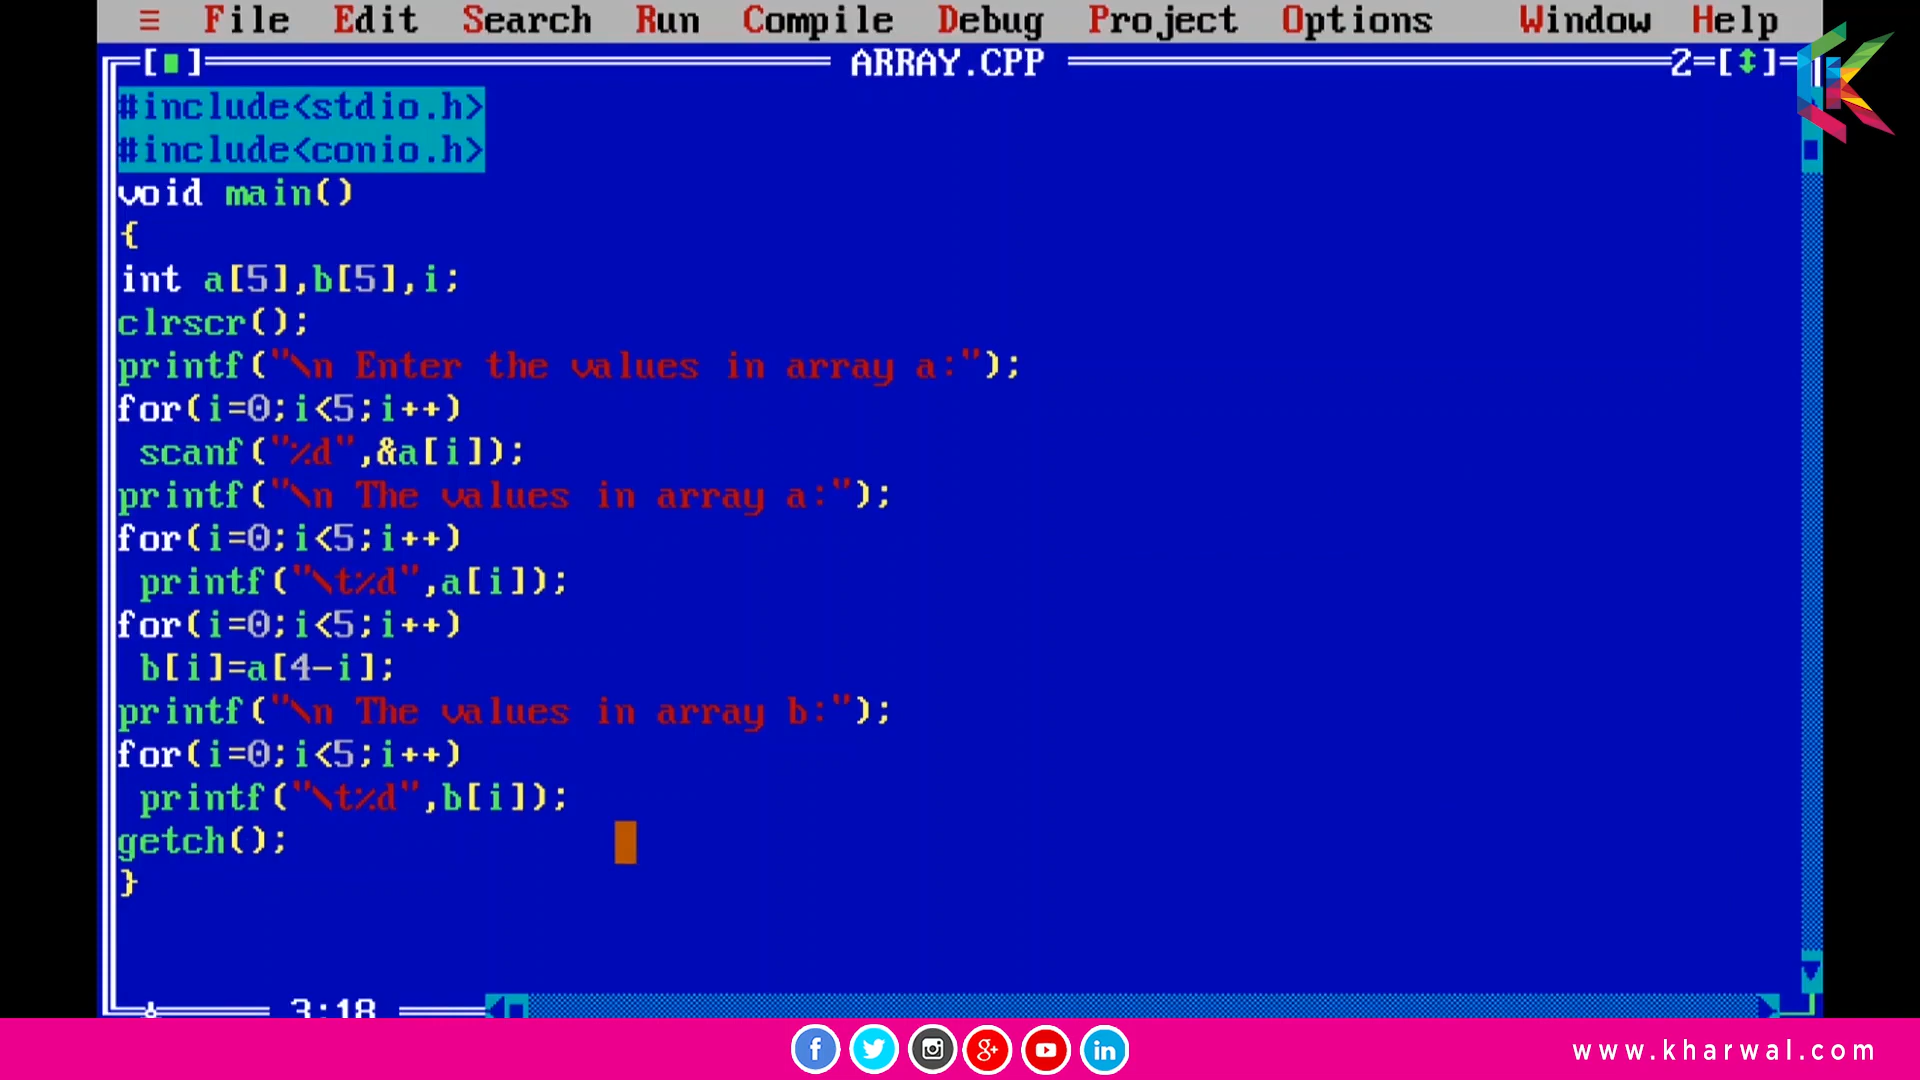 ≡ File Edit Search Run Compile Debug Project Options Window Help
[■] ARRAY.CPP 2=[↕]
#include<stdio.h>
#include<conio.h>
void main()
{
int a[5],b[5],i;
clrscr();
printf("\n Enter the values in array a:");
for(i=0;i<5;i++)
 scanf("%d",&a[i]);
printf("\n The values in array a:");
for(i=0;i<5;i++)
 printf("\t%d",a[i]);
for(i=0;i<5;i++)
 b[i]=a[4-i];
printf("\n The values in array b:");
for(i=0;i<5;i++)
 printf("\t%d",b[i]);
getch();
}
3:18
www.kharwal.com